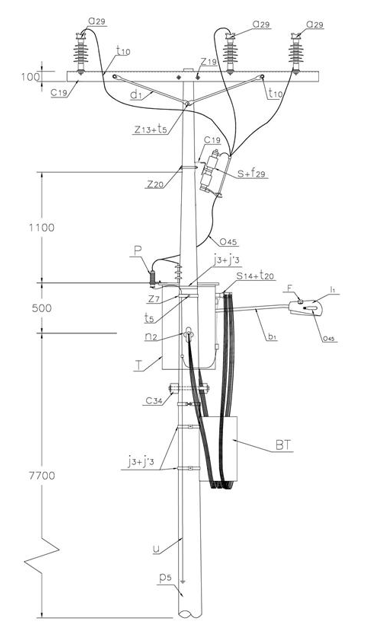 a29
a29
a29
t10
z19
100
c19
d1
t10
z13+t5
c19
s+f29
z20
1100
o45
P
j3+j'3
s14+t20
z7
F
l1
500
t5
n2
b1
o45
T
c34
BT
j3+j'3
7700
u
p5